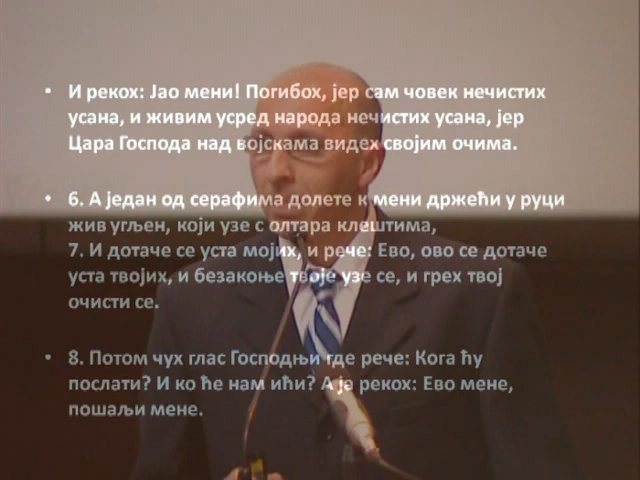 И рекох: Јао мени! Погибох, јер сам човек нечистих
усана, и живим усред народа нечистих усана, јер
Цара Господа над војскама видех својим очима.
6. А један од серафима долете к мени држећи у руци
жив угљен, који узе с олтара клештима,
7. И дотаче се уста мојих, и рече: Ево, ово се дотаче
уста твојих, и безакоње твоје узе се, и грех твој
очисти се.
8. Потом чух глас Господњи где рече: Кога ћу
послати? И ко ће нам ићи? А ја рекох: Ево мене,
пошаљи мене.